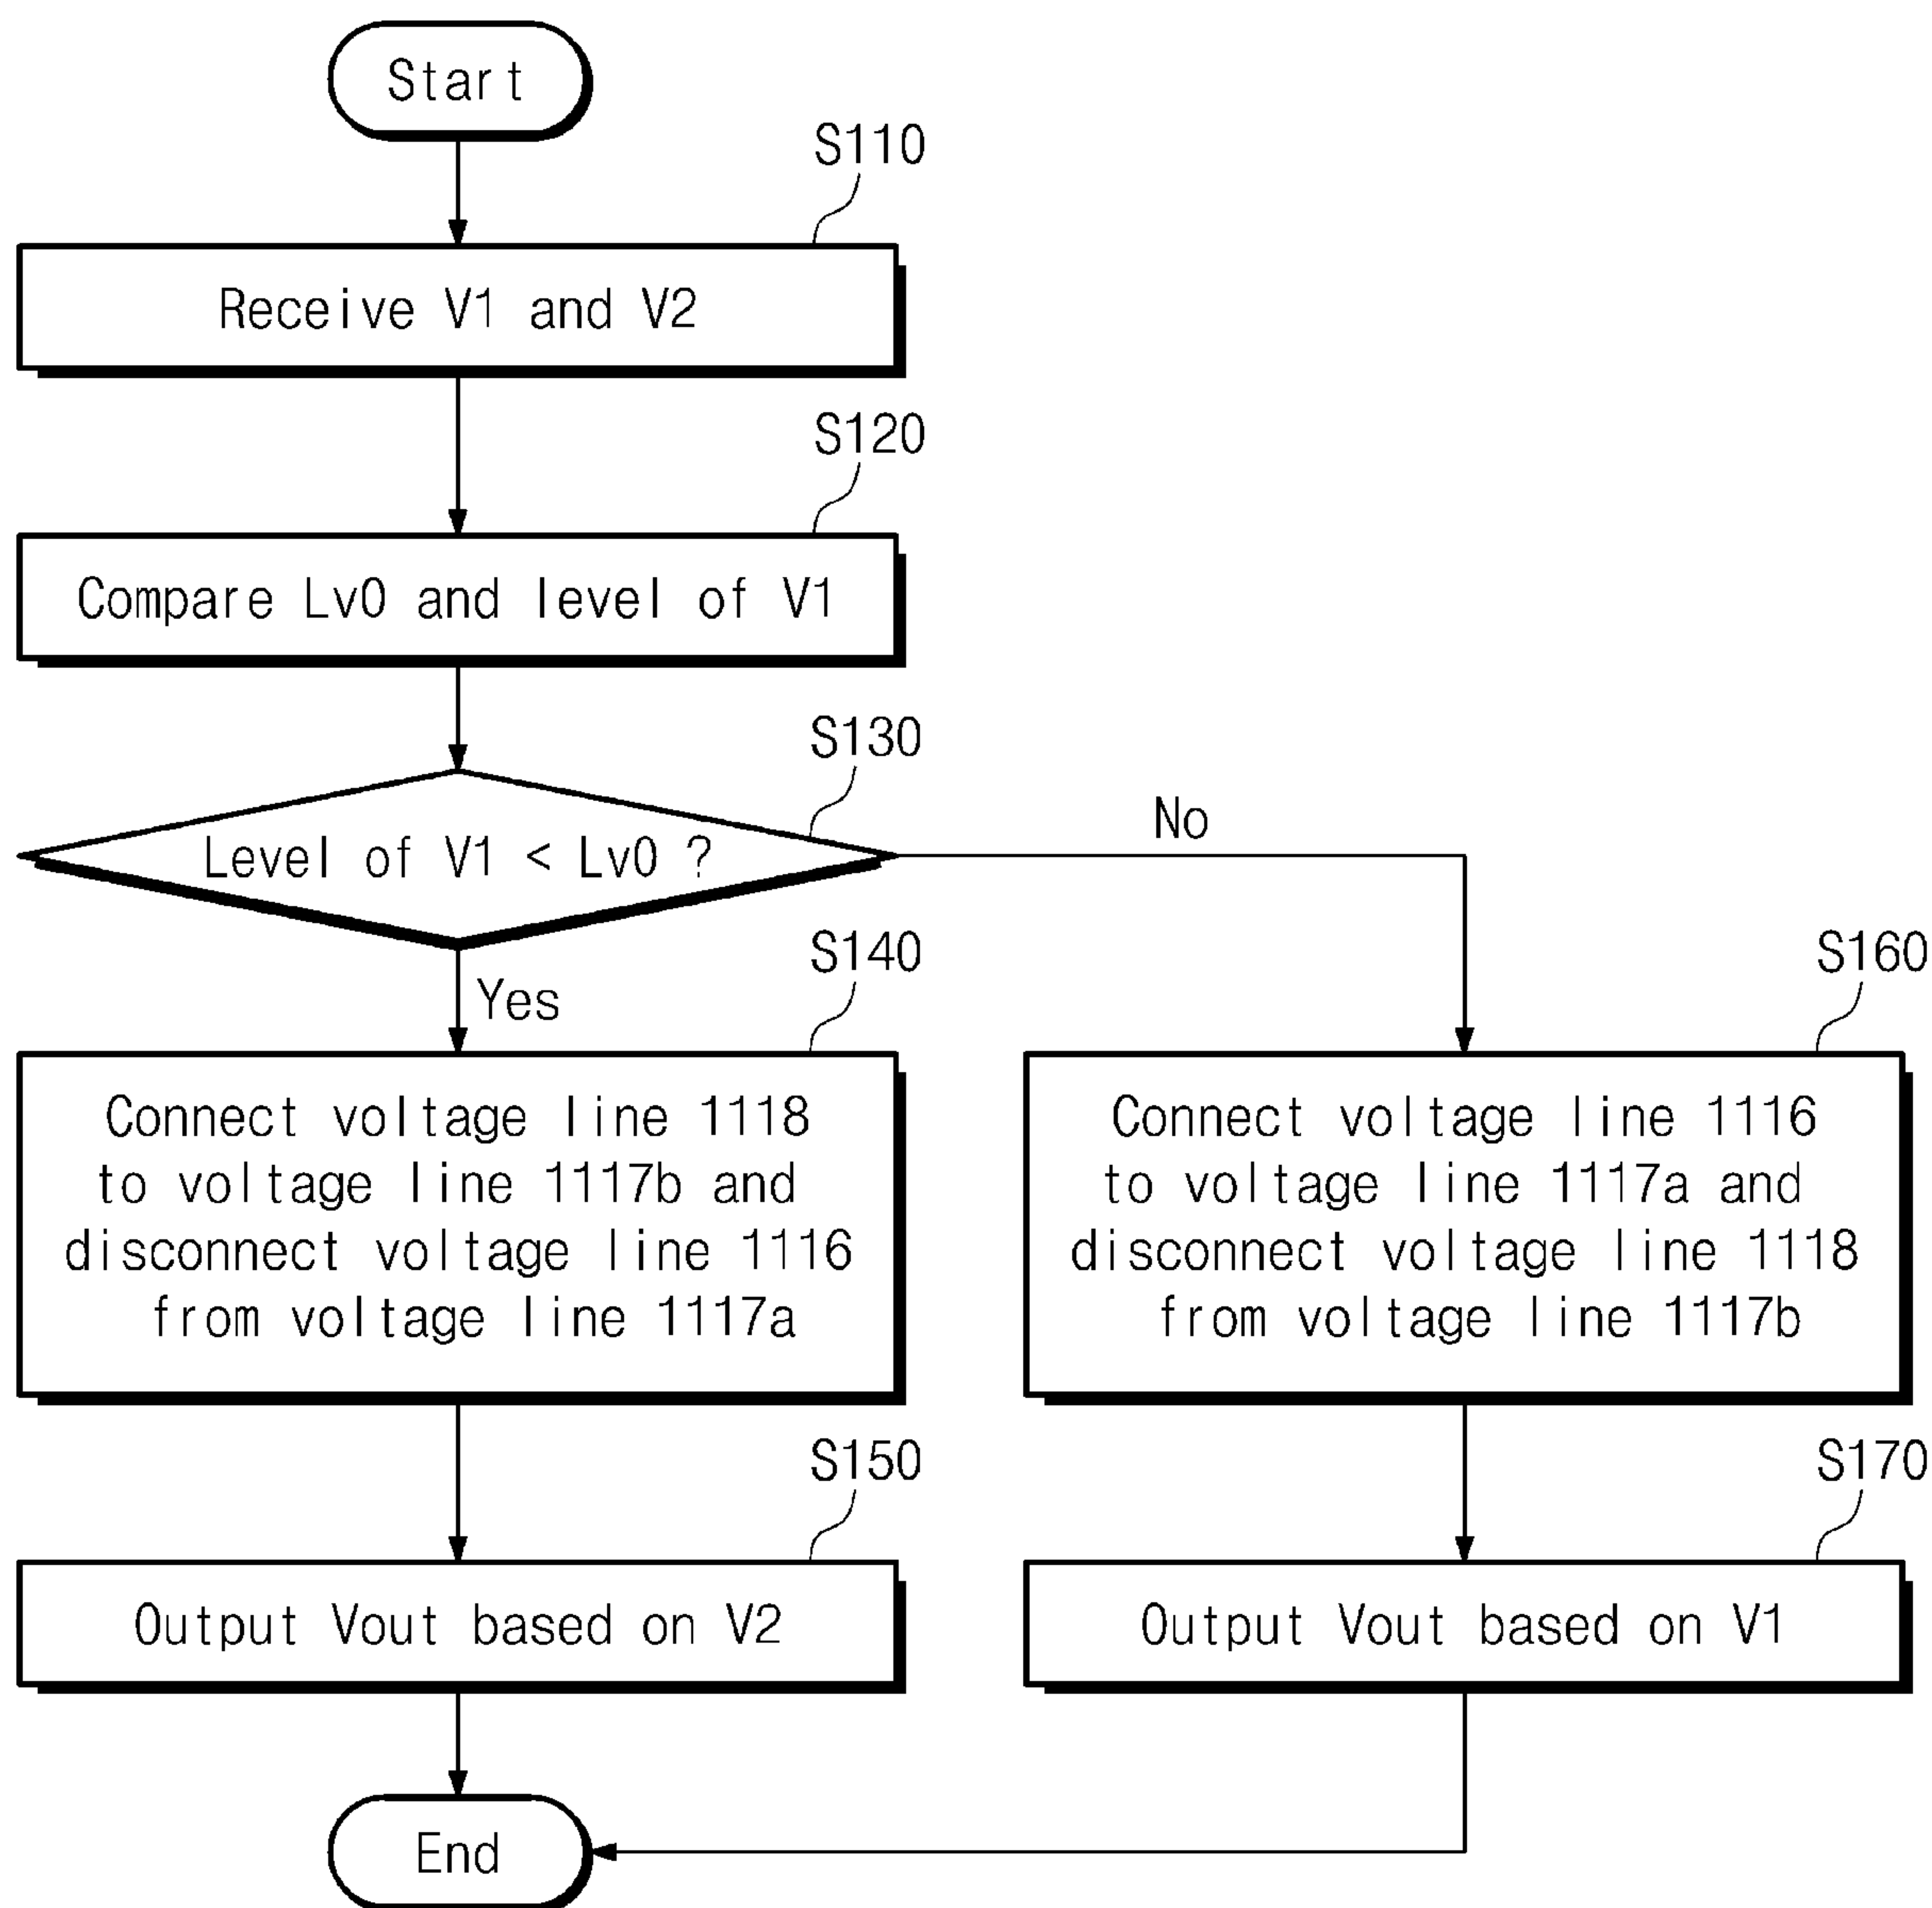 Start
S110
Receive V1 and V2
S120
Compare Lv0 and level of V1
S130
Level of V1 < Lv0 ?
No
Yes
S140
Connect voltage line 1118
to voltage line 1117b and
disconnect voltage line 1116
from voltage line 1117a
S160
Connect voltage line 1116
to voltage line 1117a and
disconnect voltage line 1118
from voltage line 1117b
S150
Output Vout based on V2
S170
Output Vout based on V1
End